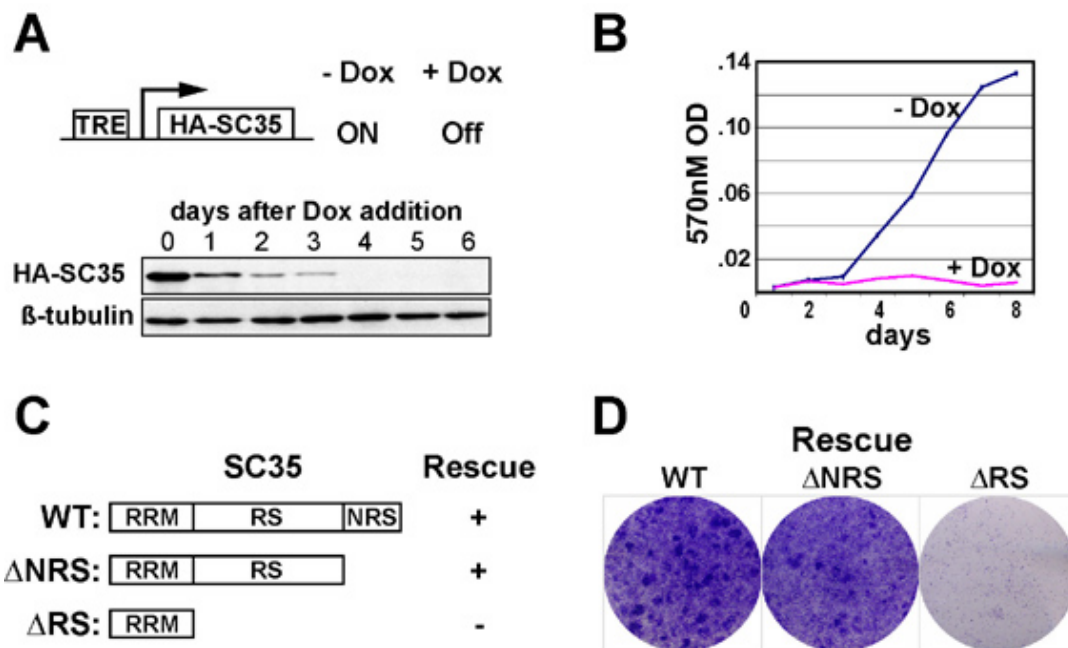 A
- Dox + Dox
TRE HA-SC35 ON Off
days after Dox addition
0 1 2 3 4 5 6
HA-SC35
ß-tubulin
B
570nM OD
.14
.10
.06
.02
- Dox
+ Dox
0 2 4 6 8
days
C
SC35 Rescue
WT: RRM RS NRS +
ΔNRS: RRM RS +
ΔRS: RRM -
D
Rescue
WT ΔNRS ΔRS